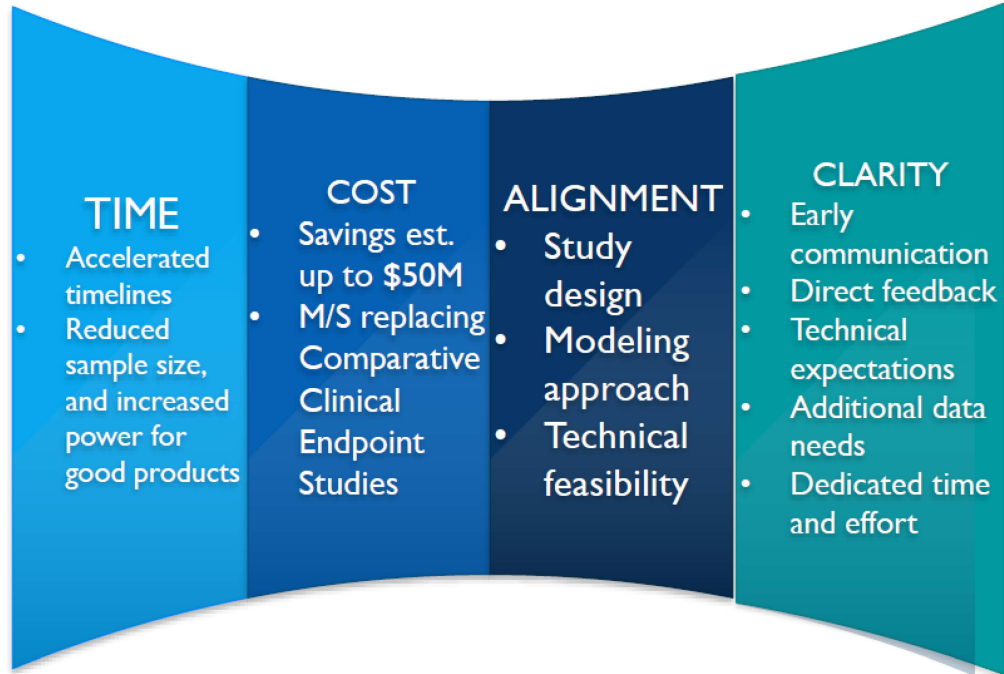 TIME
• Accelerated
timelines
• Reduced
sample size,
and increased
power for
good products
COST
• Savings est.
up to $50M
• M/S replacing
Comparative
Clinical
Endpoint
Studies
ALIGNMENT
• Study
design
• Modeling
approach
• Technical
feasibility
CLARITY
• Early
communication
• Direct feedback
• Technical
expectations
• Additional data
needs
• Dedicated time
and effort